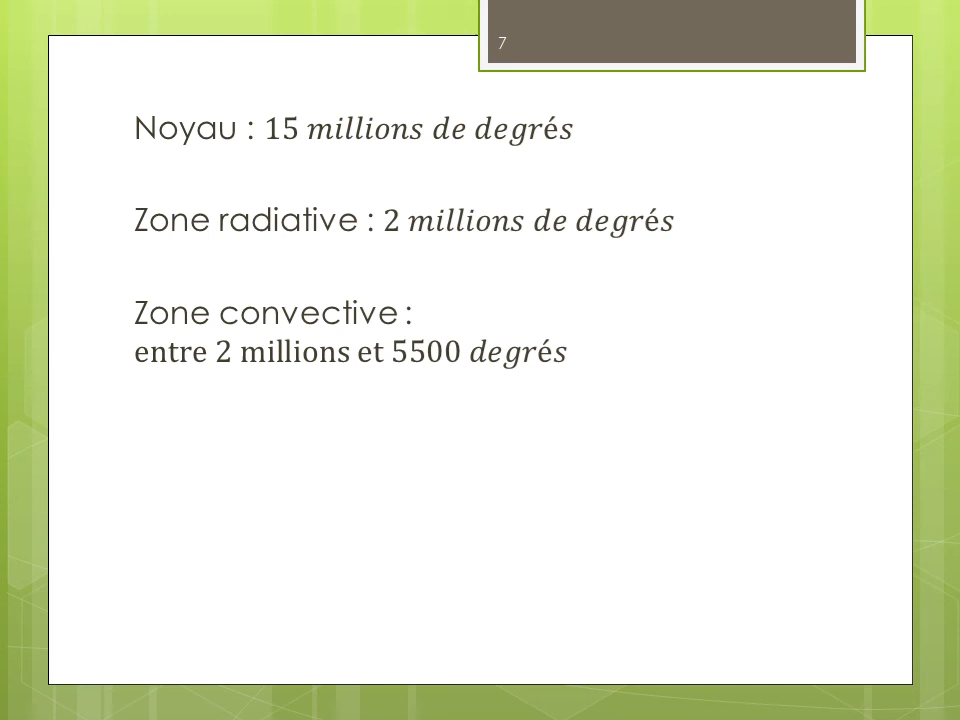 7
Noyau : 15 millions de degrés
Zone radiative : 2 millions de degrés
Zone convective :
entre 2 millions et 5500 degrés